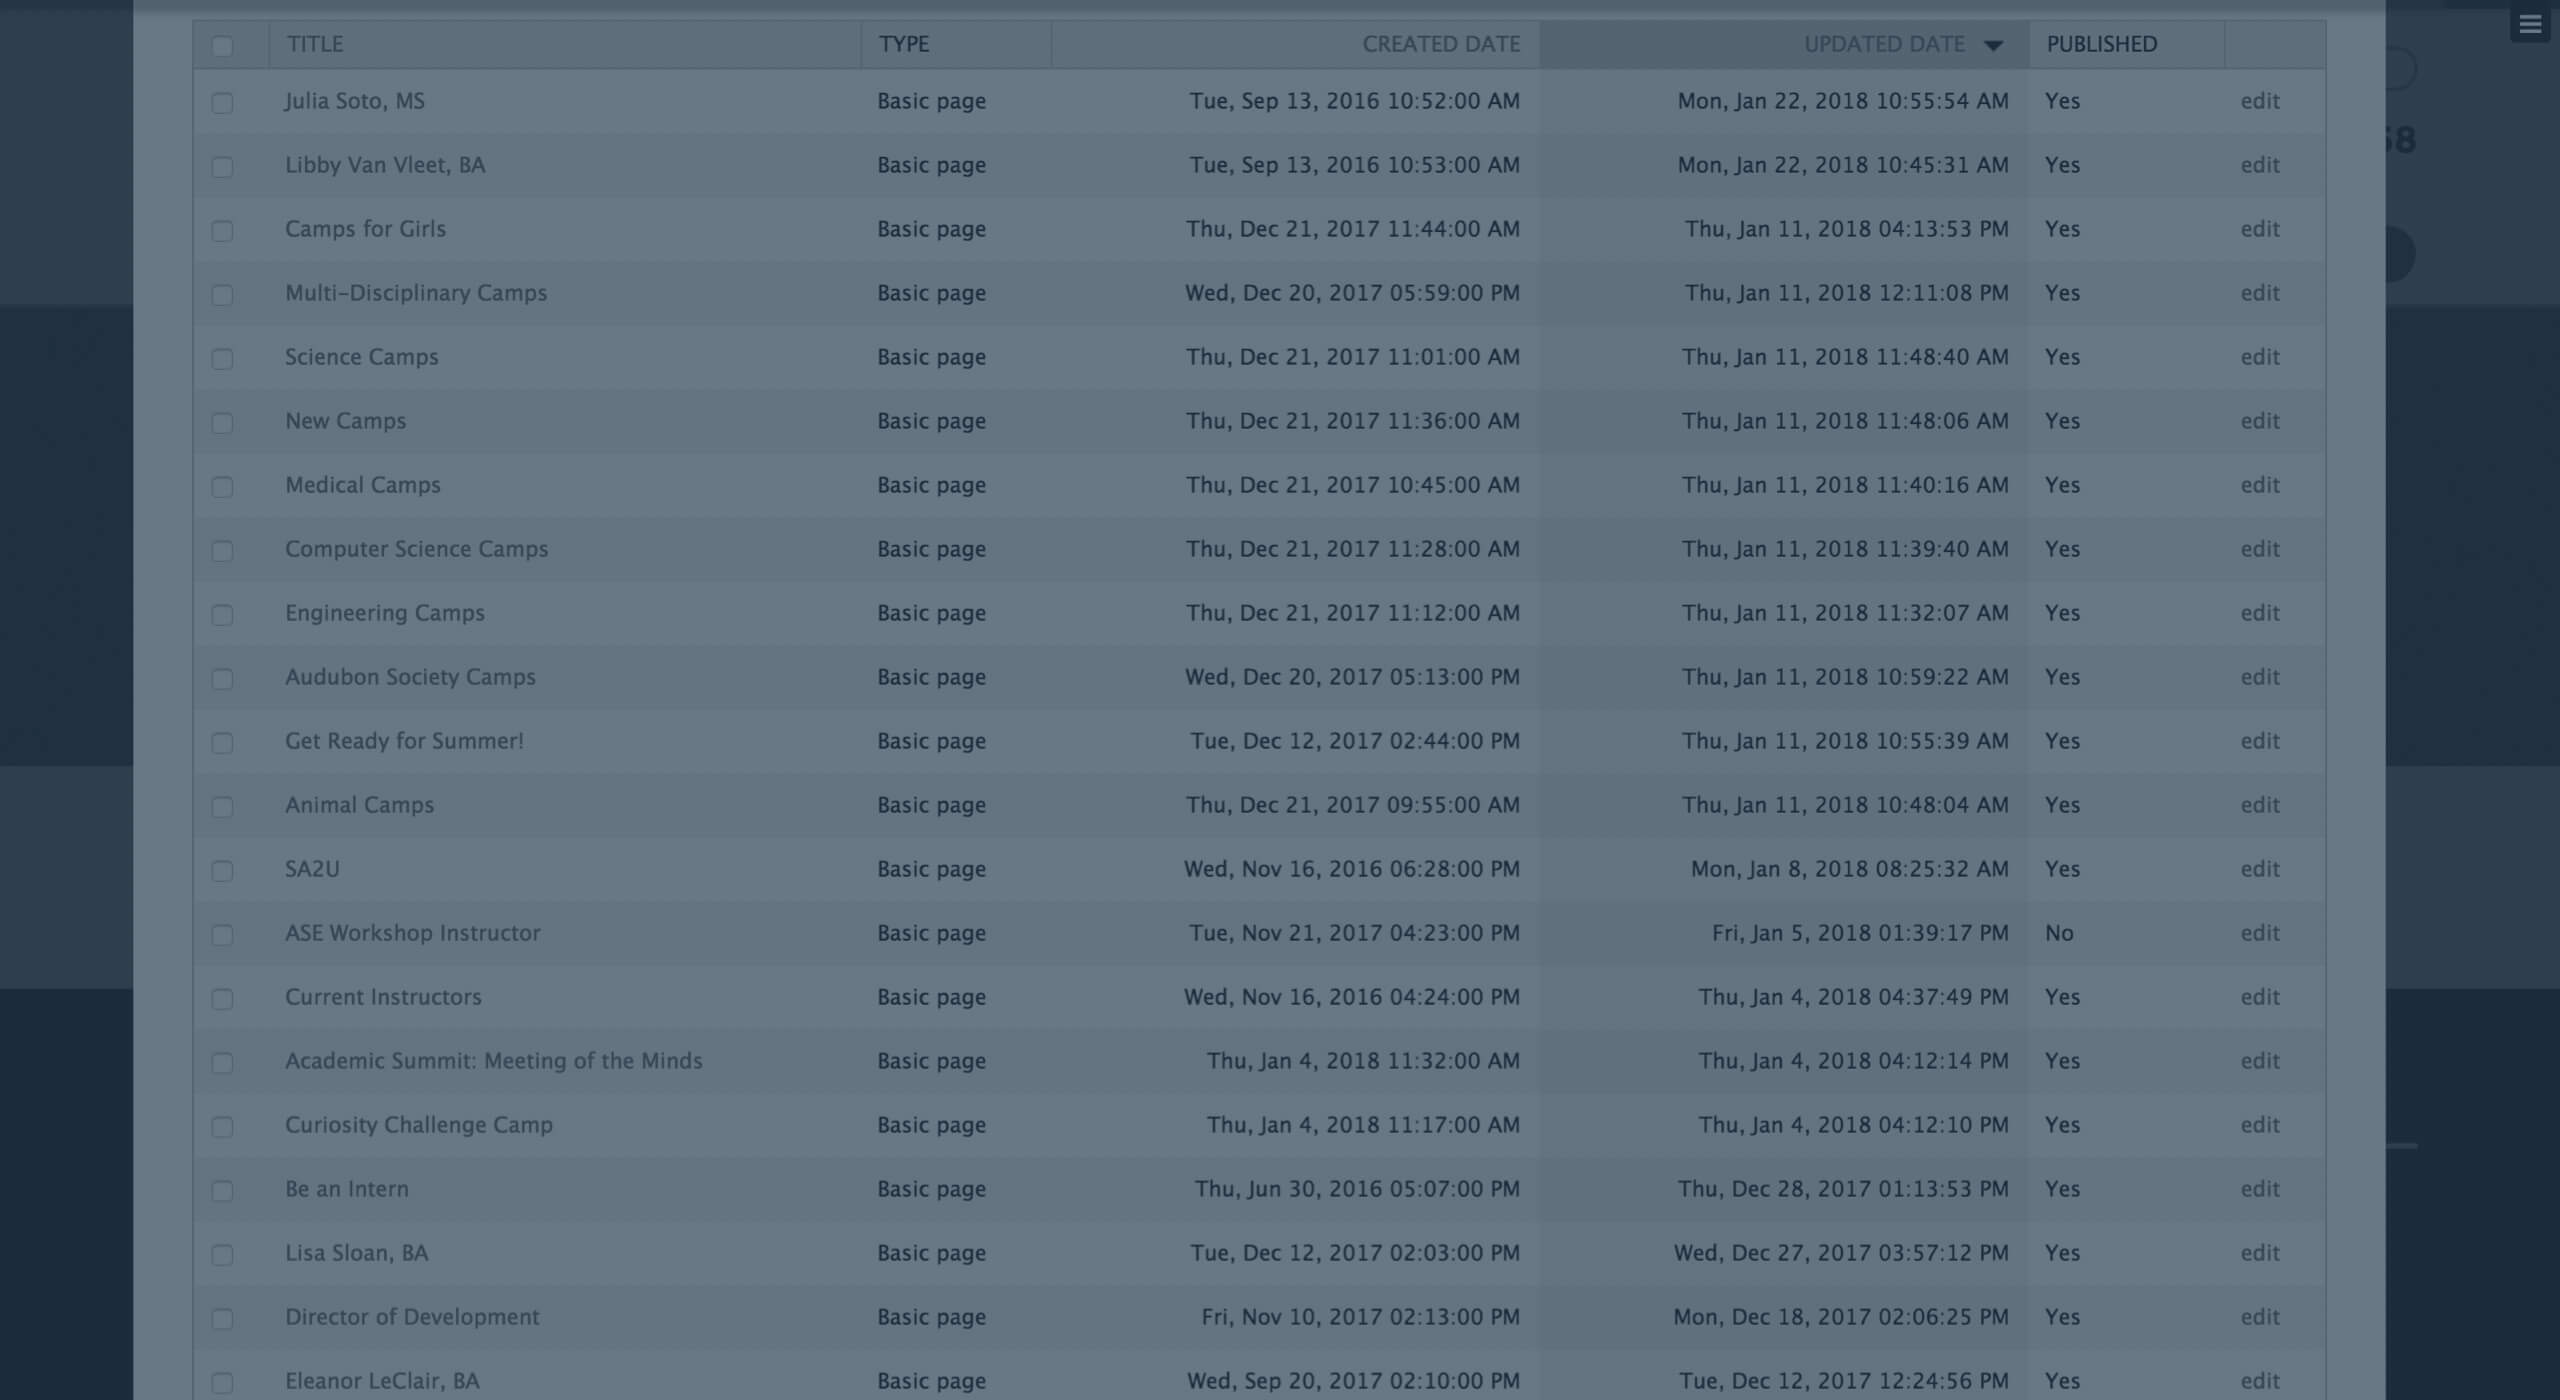 TITLE TYPE CREATED DATE UPDATED DATE PUBLISHED
Julia Soto, MS Basic page Tue, Sep 13, 2016 10:52:00 AM Mon, Jan 22, 2018 10:55:54 AM Yes edit
58
Libby Van Vleet, BA Basic page Tue, Sep 13, 2016 10:53:00 AM Mon, Jan 22, 2018 10:45:31 AM Yes edit
Camps for Girls Basic page Thu, Dec 21, 2017 11:44:00 AM Thu, Jan 11, 2018 04:13:53 PM Yes edit
Multi-Disciplinary Camps Basic page Wed, Dec 20, 2017 05:59:00 PM Thu, Jan 11, 2018 12:11:08 PM Yes edit
Science Camps Basic page Thu, Dec 21, 2017 11:01:00 AM Thu, Jan 11, 2018 11:48:40 AM Yes edit
New Camps Basic page Thu, Dec 21, 2017 11:36:00 AM Thu, Jan 11, 2018 11:48:06 AM Yes edit
Medical Camps Basic page Thu, Dec 21, 2017 10:45:00 AM Thu, Jan 11, 2018 11:40:16 AM Yes edit
Computer Science Camps Basic page Thu, Dec 21, 2017 11:28:00 AM Thu, Jan 11, 2018 11:39:40 AM Yes edit
Engineering Camps Basic page Thu, Dec 21, 2017 11:12:00 AM Thu, Jan 11, 2018 11:32:07 AM Yes edit
Audubon Society Camps Basic page Wed, Dec 20, 2017 05:13:00 PM Thu, Jan 11, 2018 10:59:22 AM Yes edit
Get Ready for Summer! Basic page Tue, Dec 12, 2017 02:44:00 PM Thu, Jan 11, 2018 10:55:39 AM Yes edit
Animal Camps Basic page Thu, Dec 21, 2017 09:55:00 AM Thu, Jan 11, 2018 10:48:04 AM Yes edit
SA2U Basic page Wed, Nov 16, 2016 06:28:00 PM Mon, Jan 8, 2018 08:25:32 AM Yes edit
ASE Workshop Instructor Basic page Tue, Nov 21, 2017 04:23:00 PM Fri, Jan 5, 2018 01:39:17 PM No edit
Current Instructors Basic page Wed, Nov 16, 2016 04:24:00 PM Thu, Jan 4, 2018 04:37:49 PM Yes edit
Academic Summit: Meeting of the Minds Basic page Thu, Jan 4, 2018 11:32:00 AM Thu, Jan 4, 2018 04:12:14 PM Yes edit
Curiosity Challenge Camp Basic page Thu, Jan 4, 2018 11:17:00 AM Thu, Jan 4, 2018 04:12:10 PM Yes edit
Be an Intern Basic page Thu, Jun 30, 2016 05:07:00 PM Thu, Dec 28, 2017 01:13:53 PM Yes edit
Lisa Sloan, BA Basic page Tue, Dec 12, 2017 02:03:00 PM Wed, Dec 27, 2017 03:57:12 PM Yes edit
Director of Development Basic page Fri, Nov 10, 2017 02:13:00 PM Mon, Dec 18, 2017 02:06:25 PM Yes edit
Eleanor LeClair, BA Basic page Wed, Sep 20, 2017 02:10:00 PM Tue, Dec 12, 2017 12:24:56 PM Yes edit